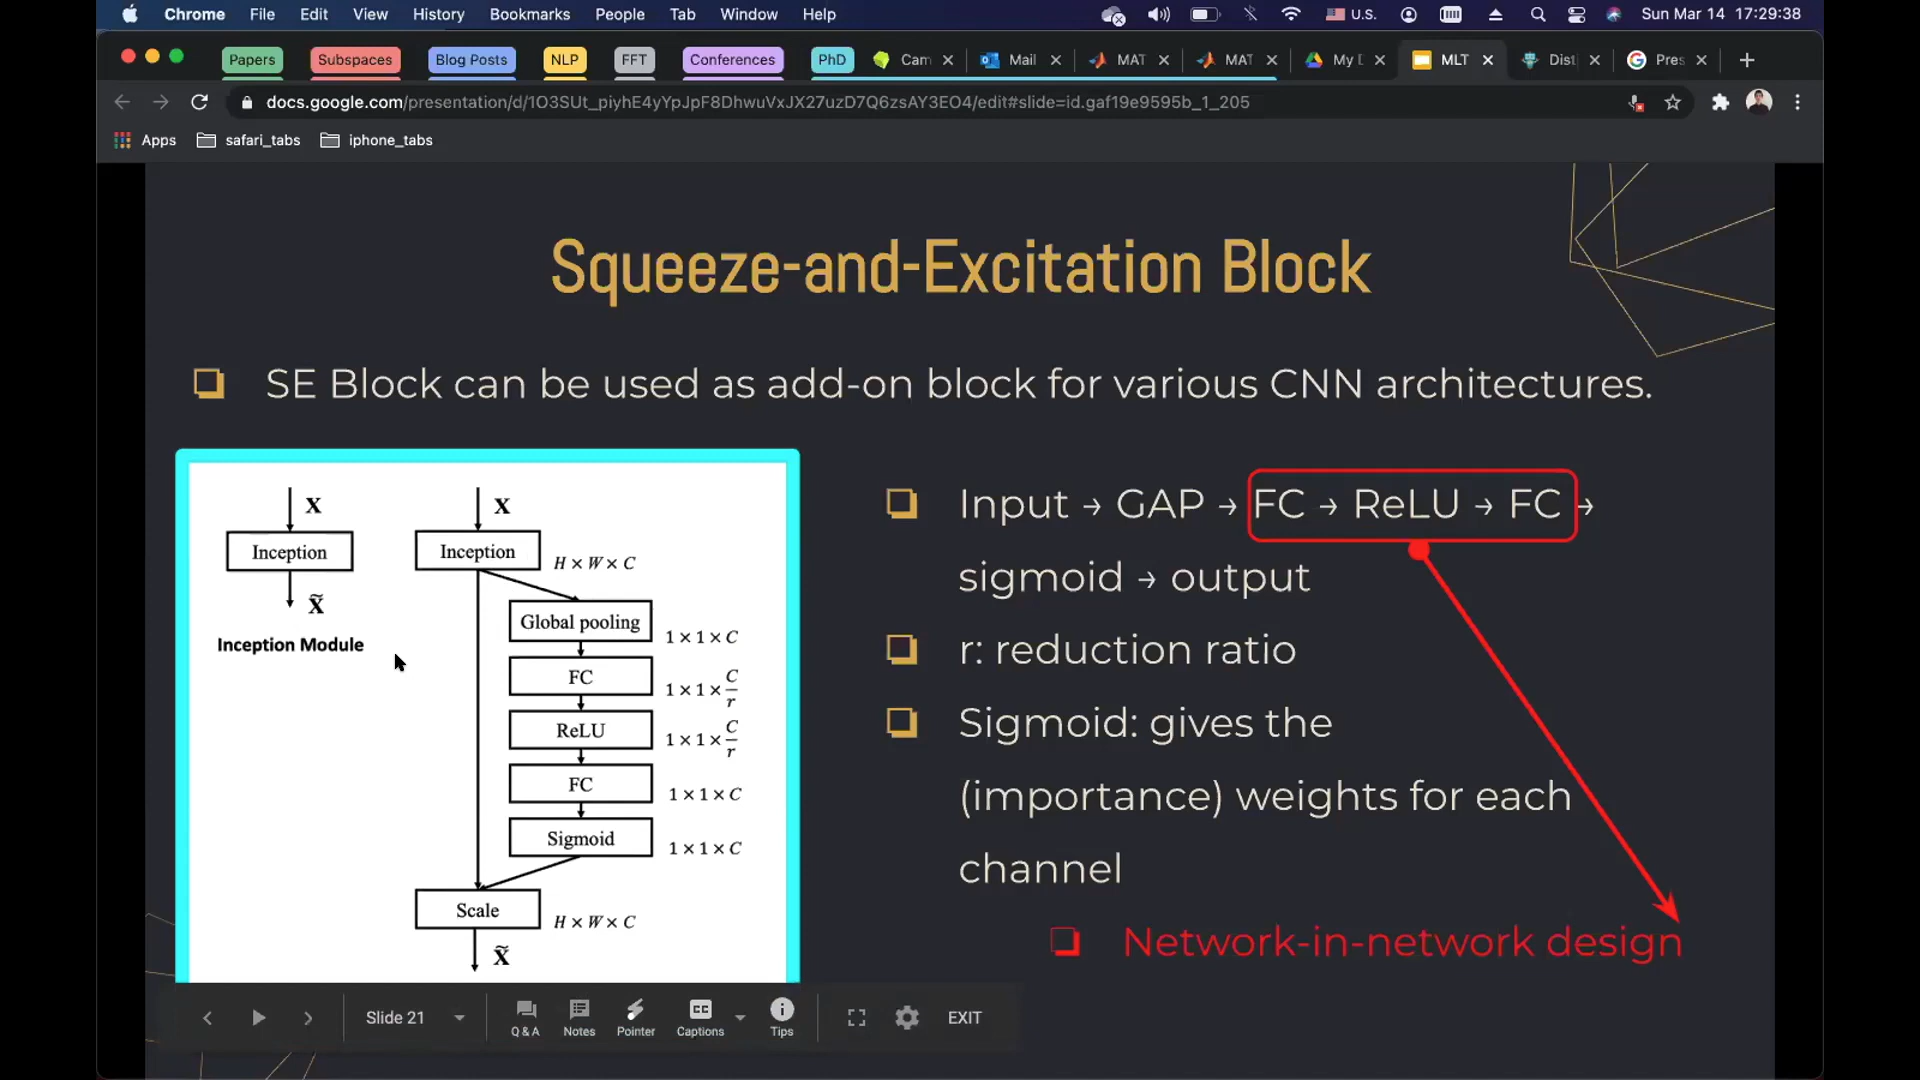 Chrome File Edit View History Bookmarks People Tab Window Help U.S. Sun Mar 14 17:29:38
Papers Subspaces Blog Posts NLP FFT Conferences PhD Cam Mail MAT MAT My D MLT Dist Pres
docs.google.com/presentation/d/1O3SUt_piyhE4yYpJpF8DhwuVxJX27uzD7Q6zsAY3EO4/edit#slide=id.gaf19e9595b_1_205
Apps safari_tabs iphone_tabs
Squeeze-and-Excitation Block
SE Block can be used as add-on block for various CNN architectures.
X
Inception
X̃
Inception Module
X
Inception
H × W × C
Global pooling
1 × 1 × C
FC
1 × 1 × C/r
ReLU
1 × 1 × C/r
FC
1 × 1 × C
Sigmoid
1 × 1 × C
Scale
H × W × C
X̃
Input → GAP → FC → ReLU → FC →
sigmoid → output
r: reduction ratio
Sigmoid: gives the
(importance) weights for each
channel
Network-in-network design
Slide 21 Q & A Notes Pointer CC Captions Tips EXIT